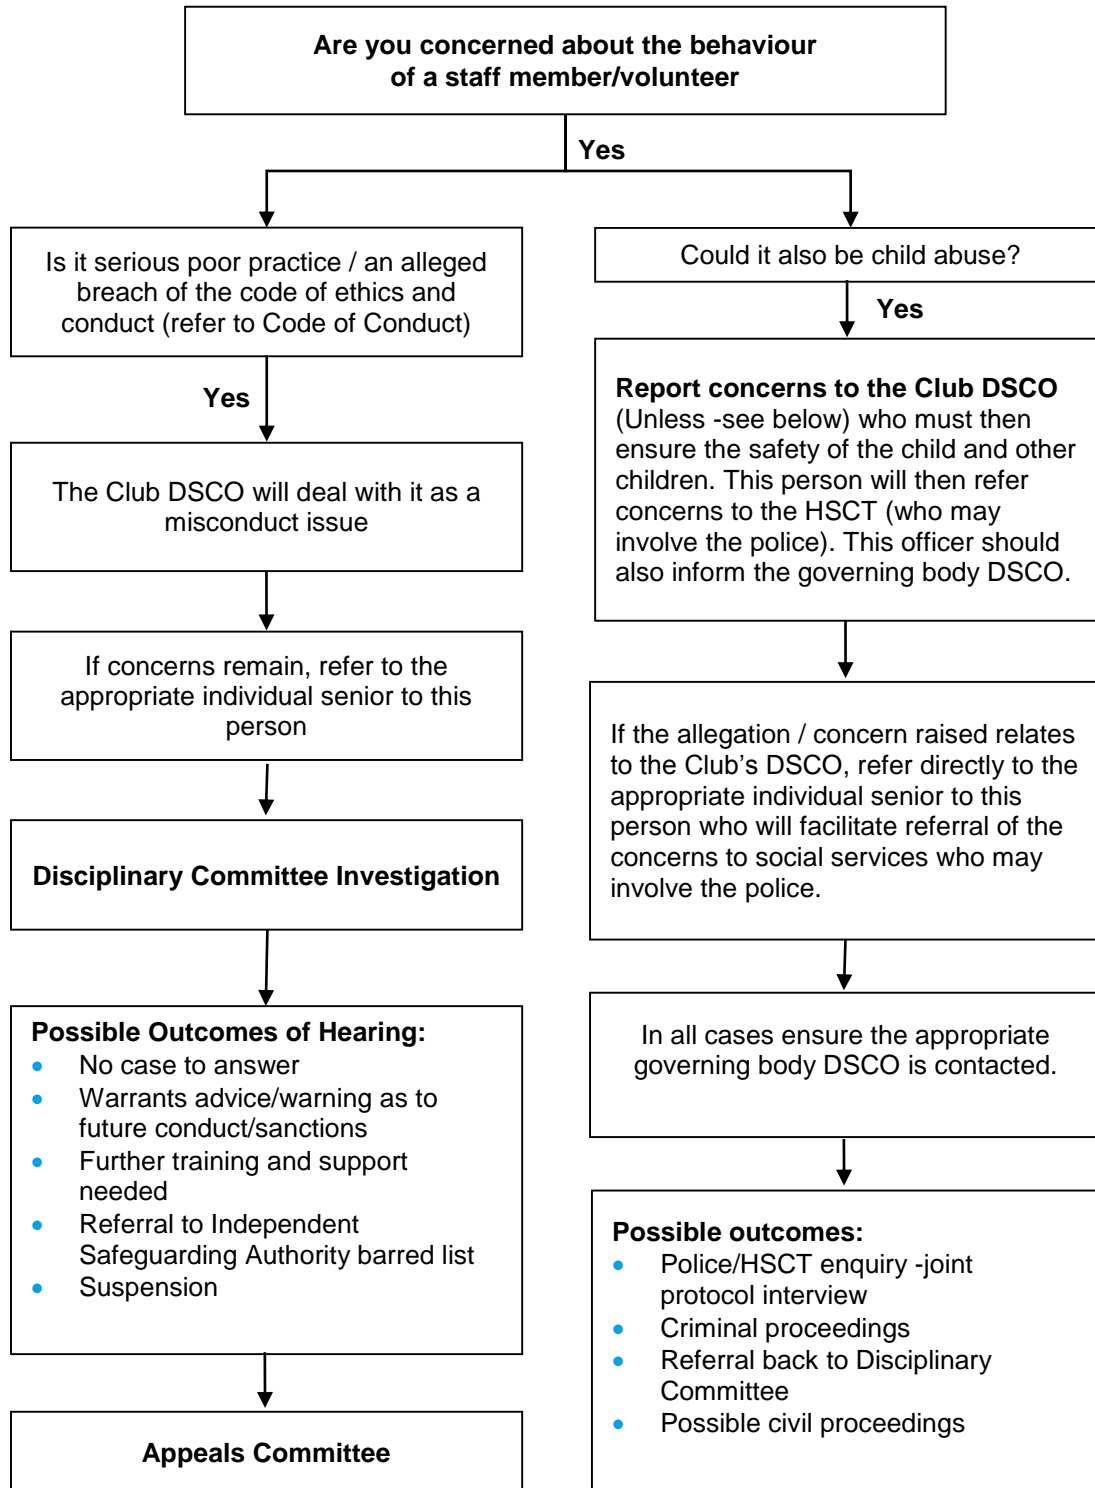 Are you concerned about the behaviour
of a staff member/volunteer
Yes
Is it serious poor practice / an alleged
breach of the code of ethics and
conduct (refer to Code of Conduct)
Yes
The Club DSCO will deal with it as a
misconduct issue
If concerns remain, refer to the
appropriate individual senior to this
person
Disciplinary Committee Investigation
Possible Outcomes of Hearing:
• No case to answer
• Warrants advice/warning as to
future conduct/sanctions
• Further training and support
needed
• Referral to Independent
Safeguarding Authority barred list
• Suspension
Appeals Committee
Could it also be child abuse?
Yes
Report concerns to the Club DSCO
(Unless -see below) who must then
ensure the safety of the child and other
children. This person will then refer
concerns to the HSCT (who may
involve the police). This officer should
also inform the governing body DSCO.
If the allegation / concern raised relates
to the Club’s DSCO, refer directly to the
appropriate individual senior to this
person who will facilitate referral of the
concerns to social services who may
involve the police.
In all cases ensure the appropriate
governing body DSCO is contacted.
Possible outcomes:
• Police/HSCT enquiry -joint
protocol interview
• Criminal proceedings
• Referral back to Disciplinary
Committee
• Possible civil proceedings